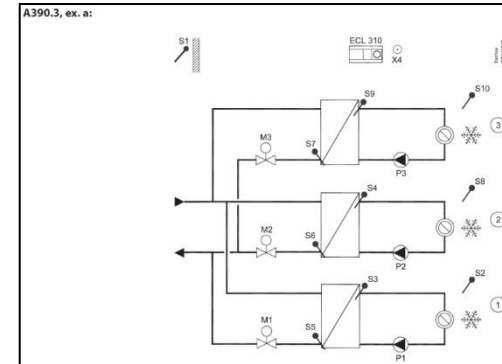 A390.3, ex. a:
S1
ECL 310
X4
S9
S10
M3
S7
3
P3
S4
S8
M2
S6
2
P2
S3
S2
M1
S5
1
P1